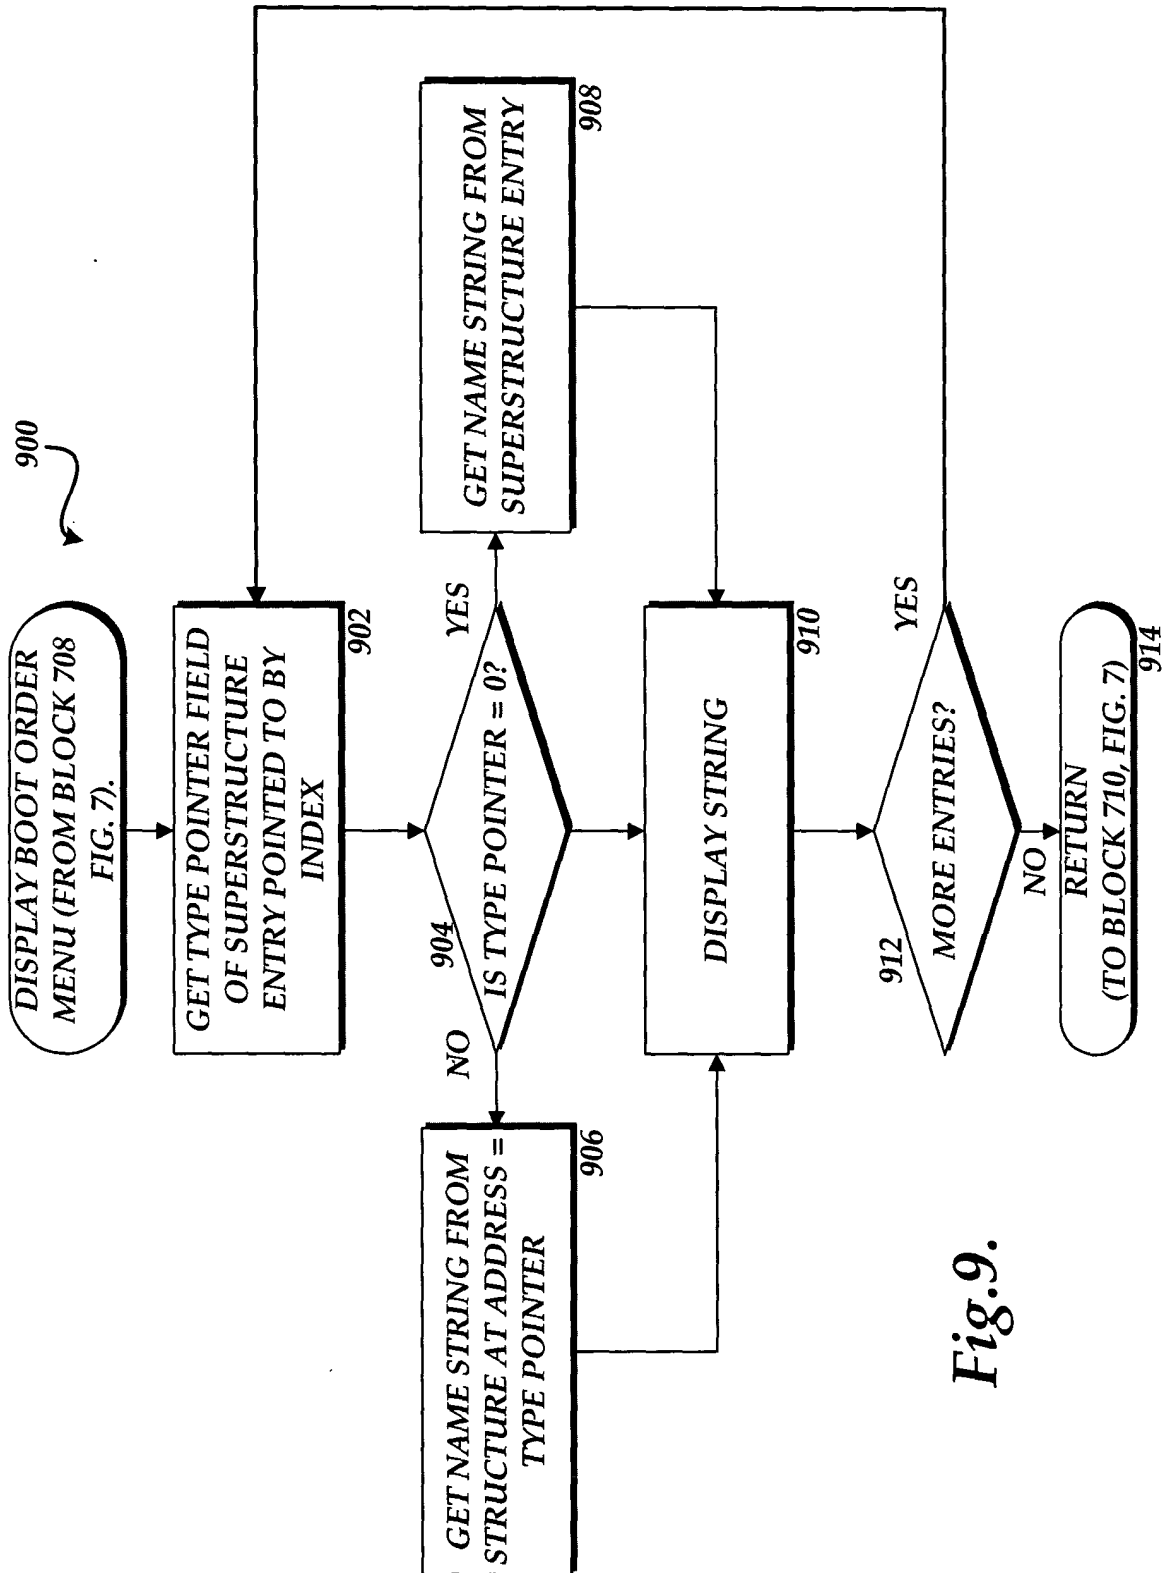 900
DISPLAY BOOT ORDER
MENU (FROM BLOCK 708
FIG. 7).
GET TYPE POINTER FIELD
OF SUPERSTRUCTURE
ENTRY POINTED TO BY
INDEX
902
904
IS TYPE POINTER = 0?
NO
YES
GET NAME STRING FROM
STRUCTURE AT ADDRESS =
TYPE POINTER
906
GET NAME STRING FROM
SUPERSTRUCTURE ENTRY
908
DISPLAY STRING
910
912
MORE ENTRIES?
YES
NO
RETURN
(TO BLOCK 710, FIG. 7)
914
Fig.9.